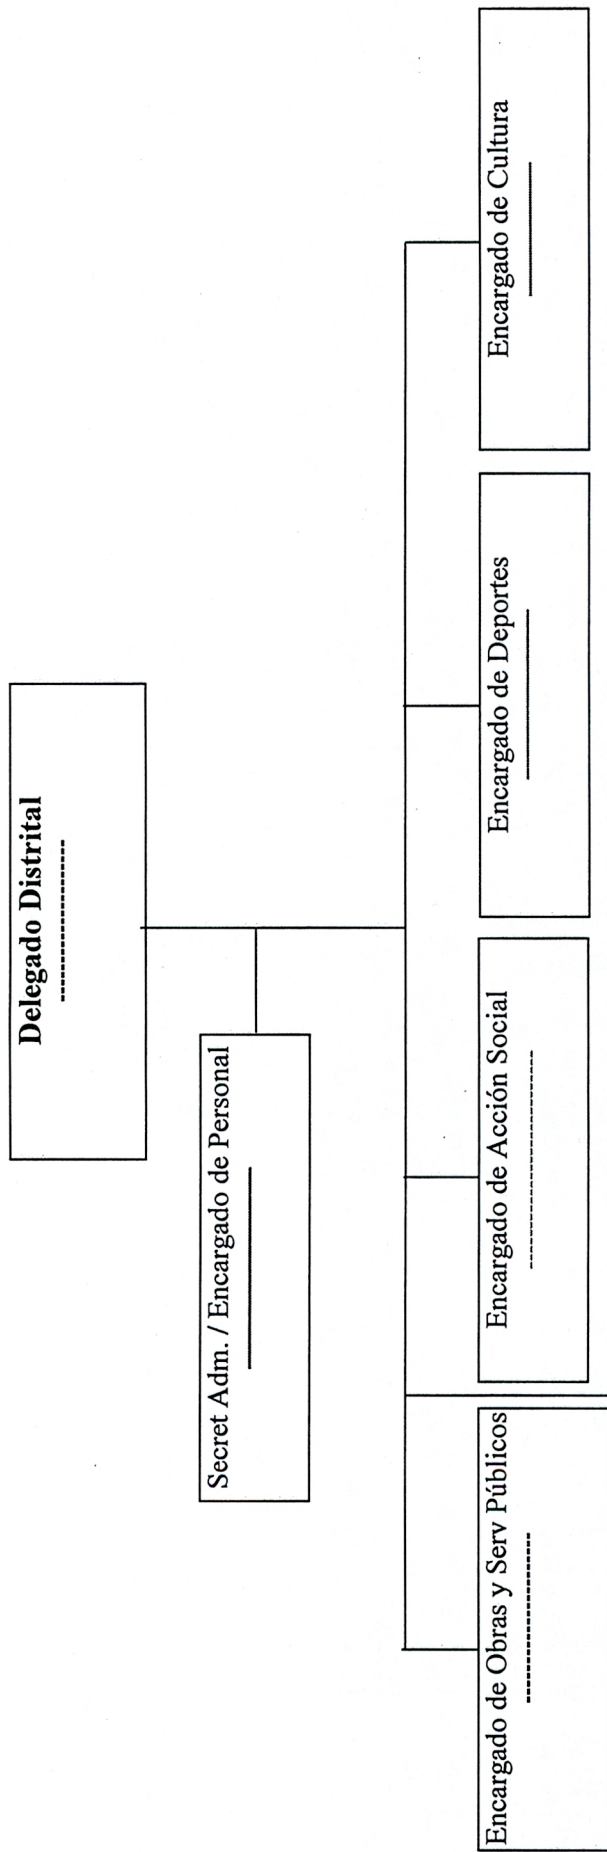 Delegado Distrital
Secret Adm. / Encargado de Personal
Encargado de Obras y Serv Públicos
Encargado de Acción Social
Encargado de Deportes
Encargado de Cultura